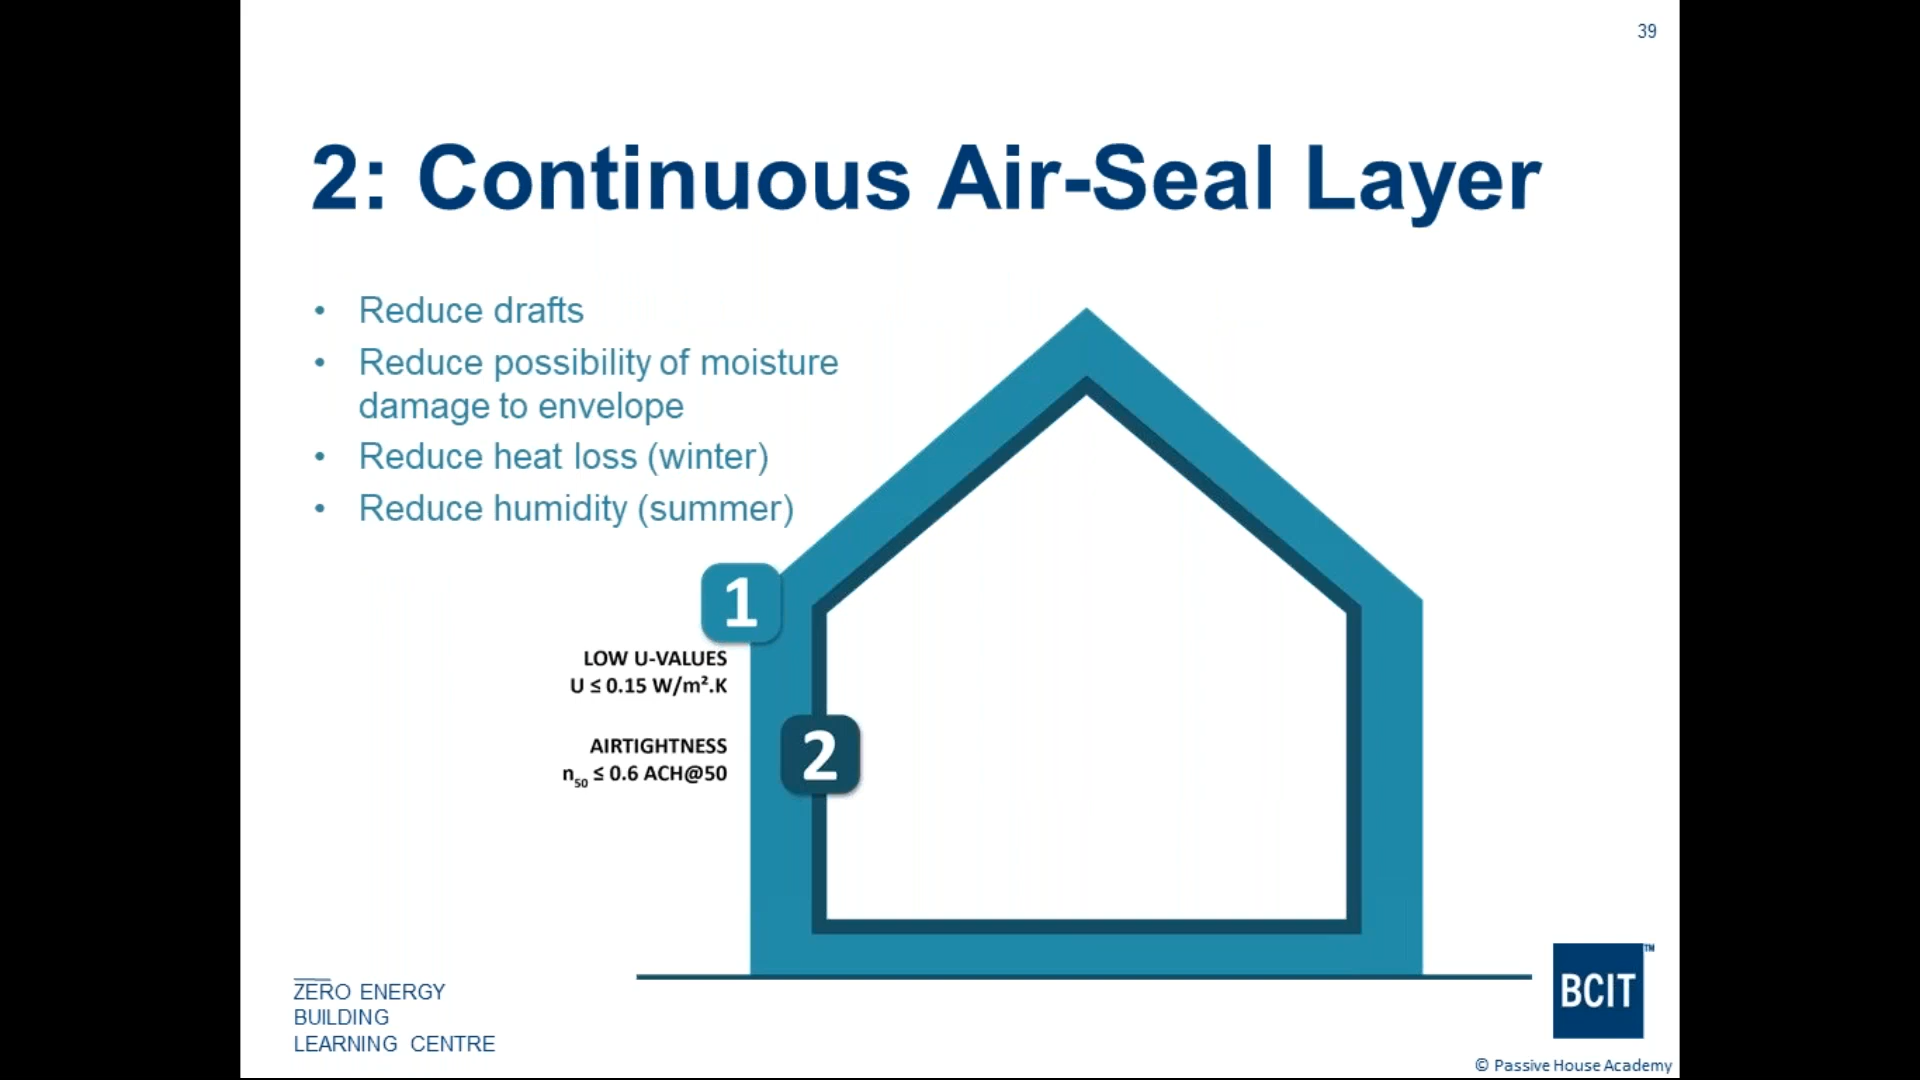 39
2: Continuous Air-Seal Layer
• Reduce drafts
• Reduce possibility of moisture
damage to envelope
• Reduce heat loss (winter)
• Reduce humidity (summer)
1
LOW U-VALUES
U ≤ 0.15 W/m².K
2
AIRTIGHTNESS
n50 ≤ 0.6 ACH@50
ZERO ENERGY
BUILDING
LEARNING CENTRE
BCIT™
© Passive House Academy